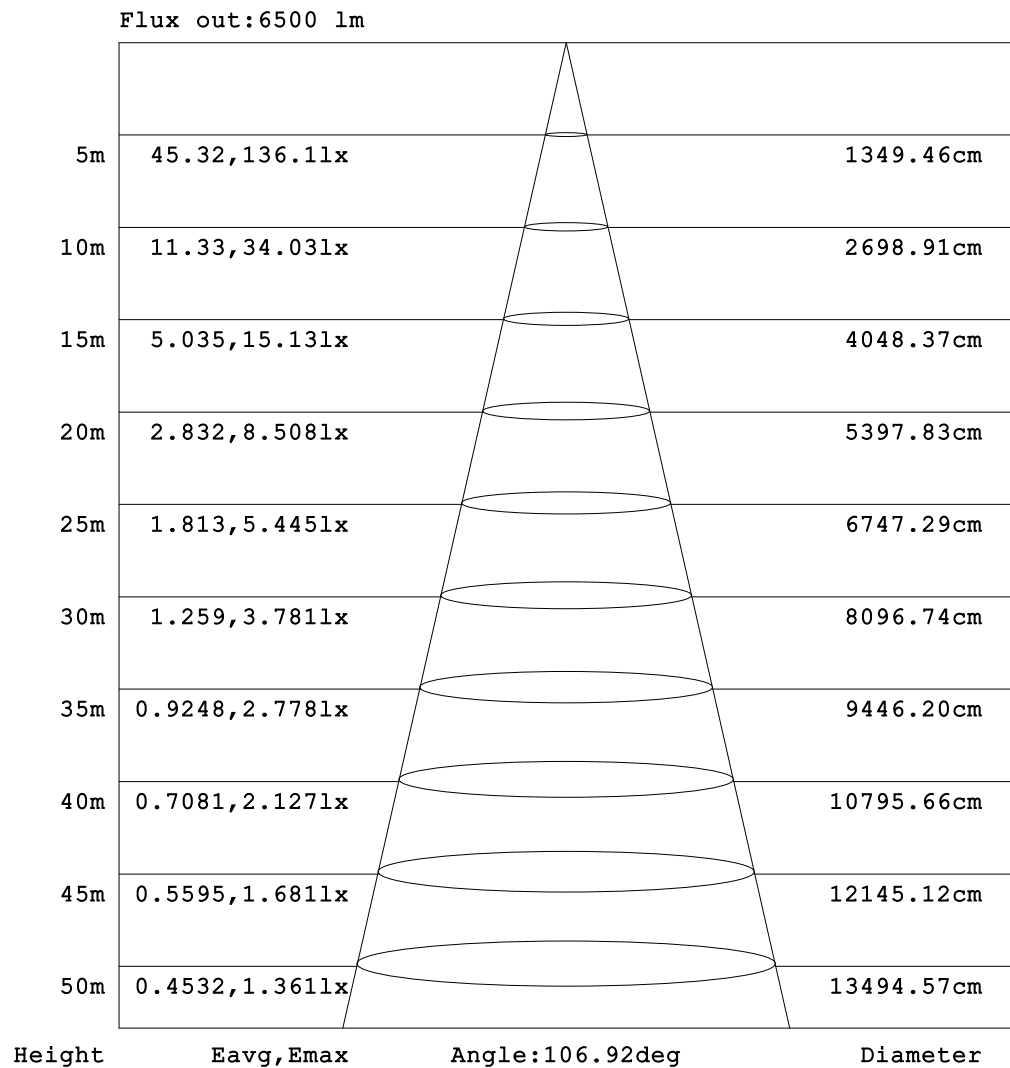 Flux out:6500 lm
5m 45.32,136.1lx 1349.46cm
10m 11.33,34.03lx 2698.91cm
15m 5.035,15.13lx 4048.37cm
20m 2.832,8.508lx 5397.83cm
25m 1.813,5.445lx 6747.29cm
30m 1.259,3.781lx 8096.74cm
35m 0.9248,2.778lx 9446.20cm
40m 0.7081,2.127lx 10795.66cm
45m 0.5595,1.681lx 12145.12cm
50m 0.4532,1.361lx 13494.57cm
Height Eavg,Emax Angle:106.92deg Diameter